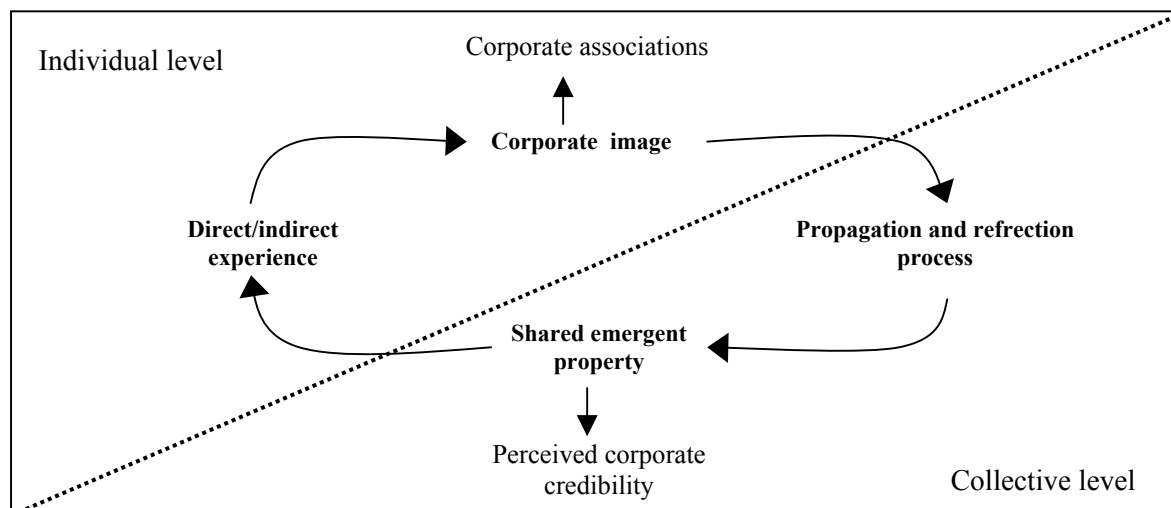 Corporate associations
Individual level
Corporate image
Direct/indirect
experience
Propagation and refrection
process
Shared emergent
property
Perceived corporate
credibility
Collective level